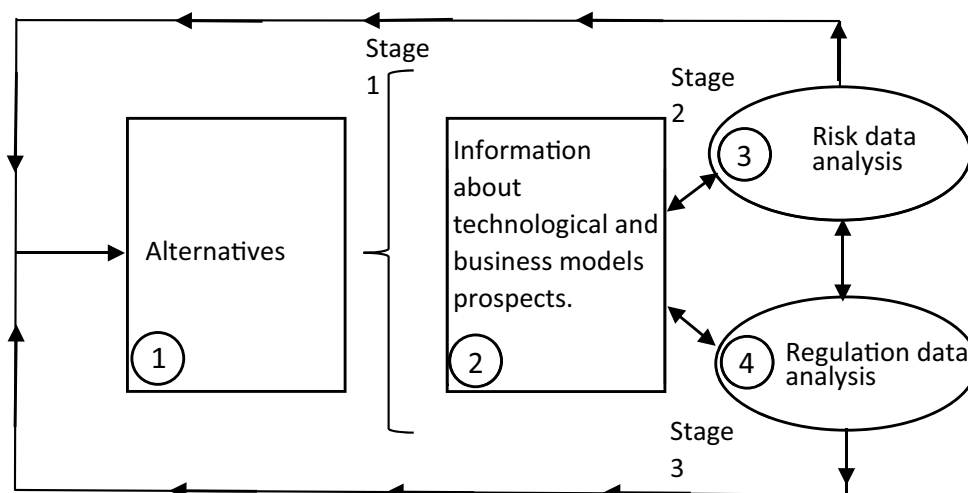 Stage
1
Stage
2
Alternatives
1
Information
about
technological and
business models
prospects.
2
3
Risk data
analysis
4
Regulation data
analysis
Stage
3